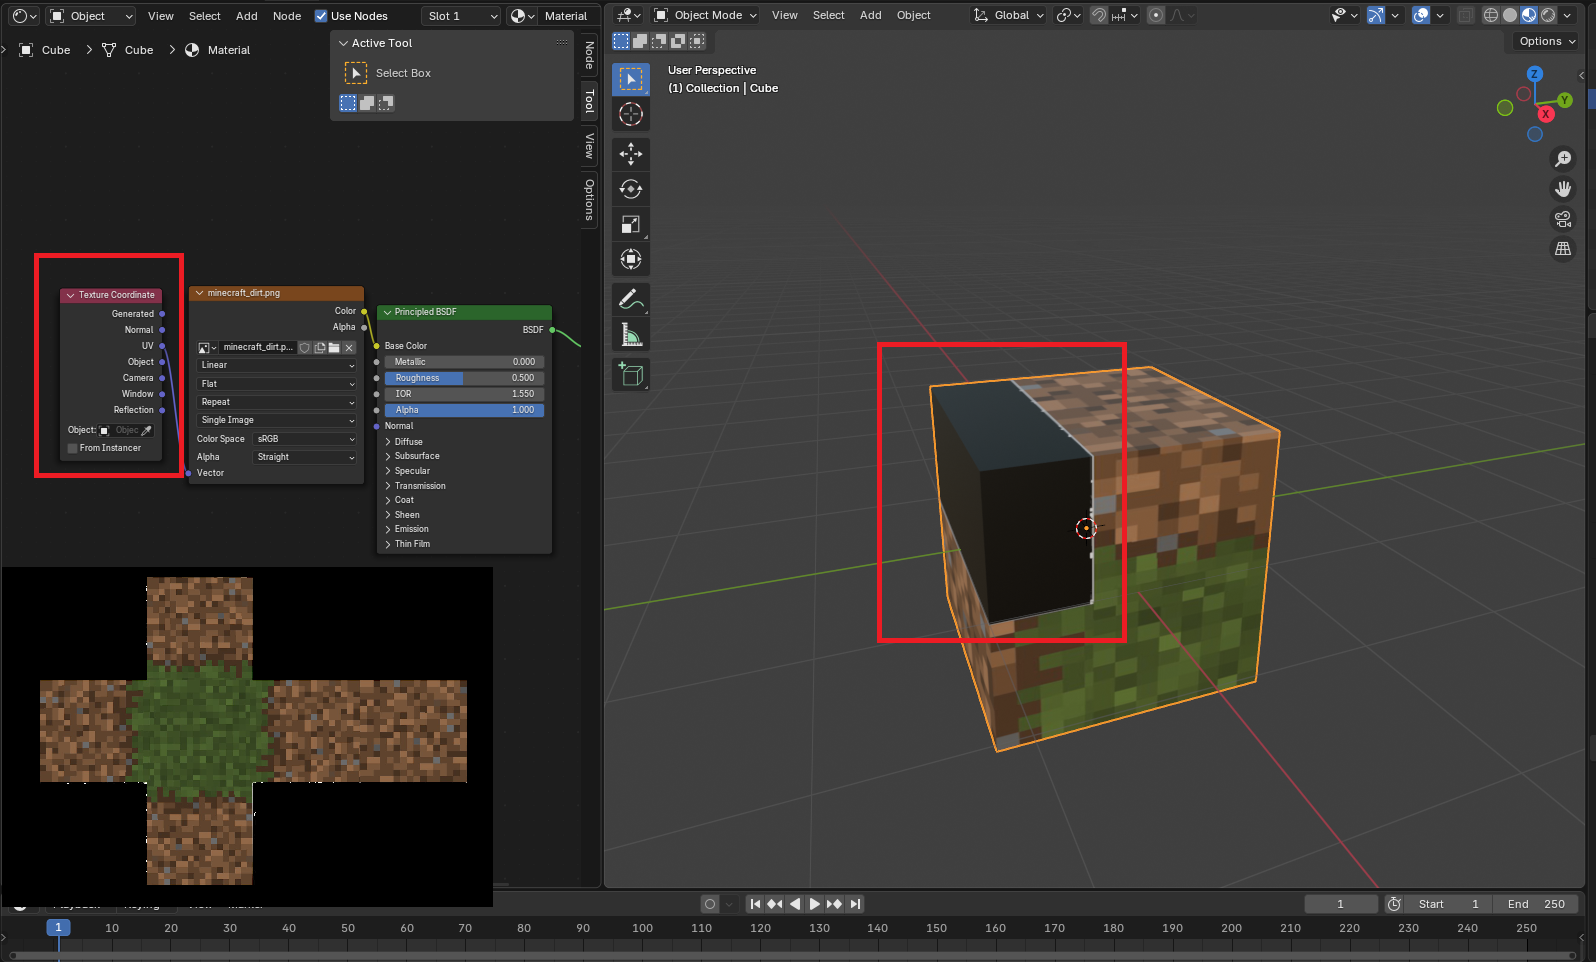 Object
View
Select
Add
Node
Use Nodes
Slot 1
Material
Cube
Cube
Material
Active Tool
Select Box
Node
Tool
View
Options
Texture Coordinate
Generated
Normal
UV
Object
Camera
Window
Reflection
Object:
Objec
From Instancer
minecraft_dirt.png
Color
Alpha
minecraft_dirt.p...
Linear
Flat
Repeat
Single Image
Color Space
sRGB
Alpha
Straight
Vector
Principled BSDF
BSDF
Base Color
Metallic
0.000
Roughness
0.500
IOR
1.550
Alpha
1.000
Normal
Diffuse
Subsurface
Specular
Transmission
Coat
Sheen
Emission
Thin Film
Object Mode
View
Select
Add
Object
Global
Options
User Perspective
(1) Collection | Cube
Z
Y
X
1
Start
1
End
250
1
10
20
30
40
50
60
70
80
90
100
110
120
130
140
150
160
170
180
190
200
210
220
230
240
250